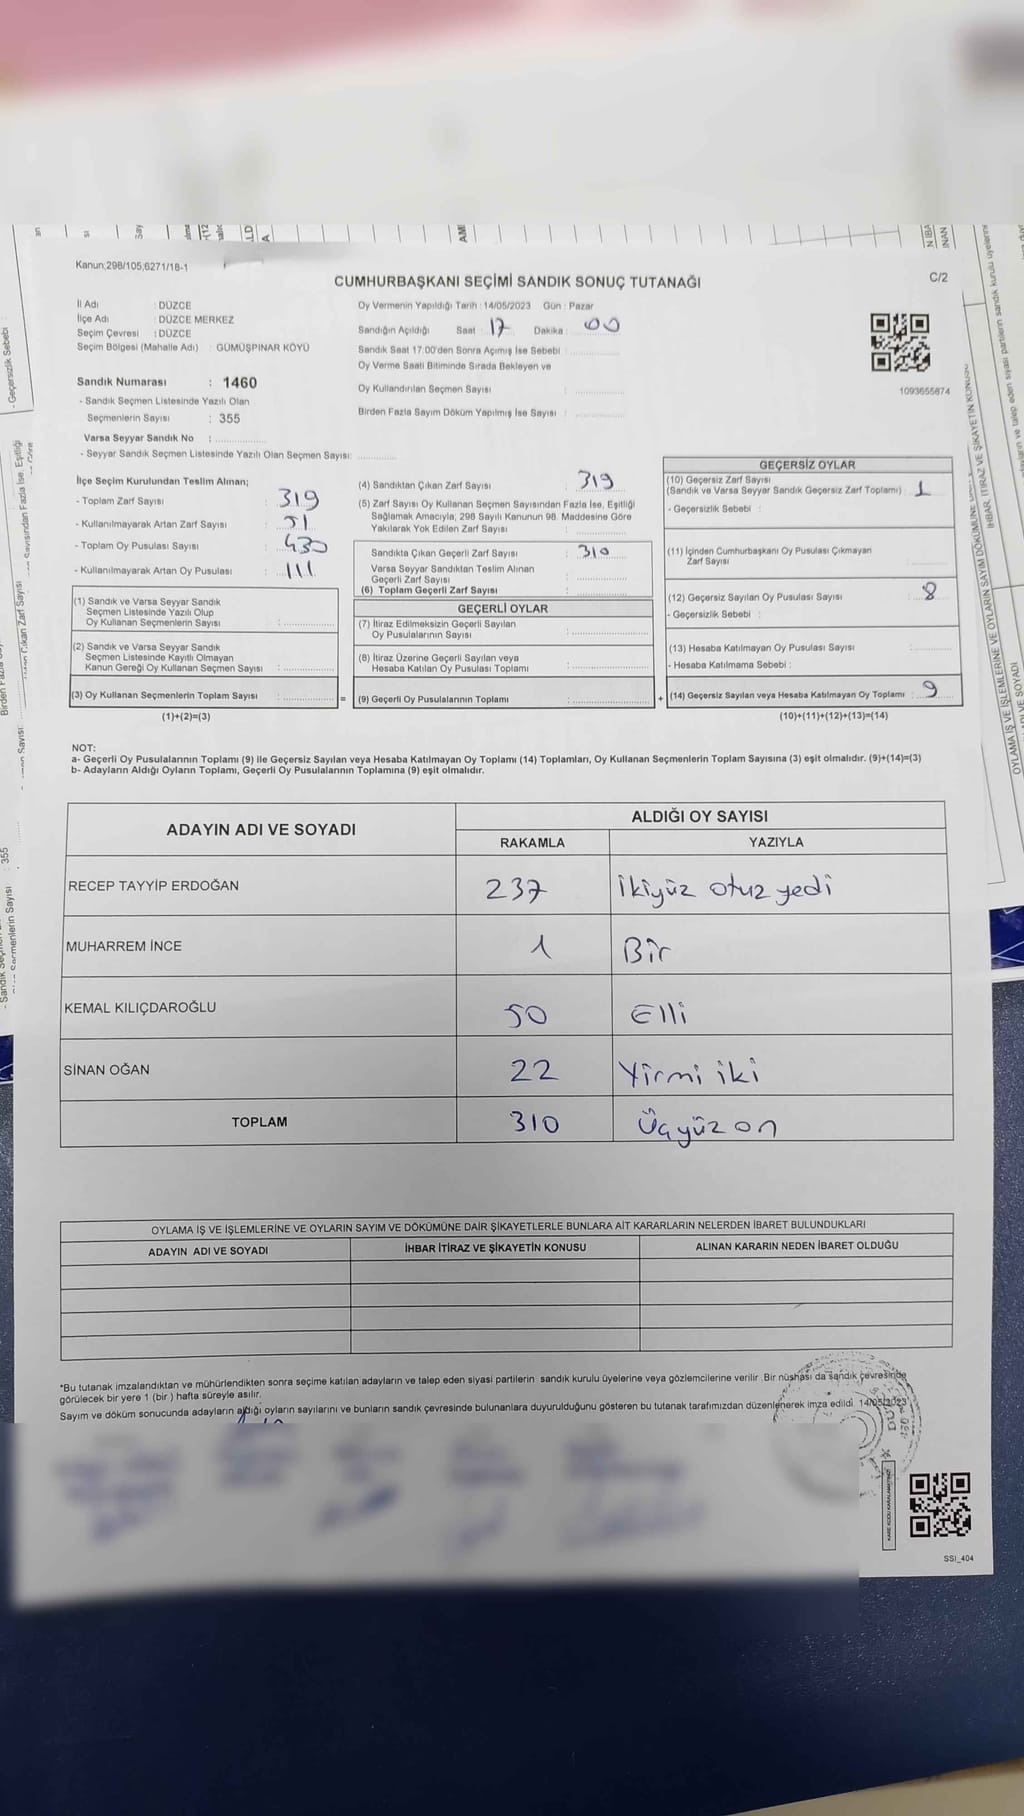 Kanun;298/105,6271/18-1
CUMHURBAŞKANI SEÇİMİ SANDIK SONUÇ TUTANAĞI
C/2
İl Adı : DÜZCE
İlçe Adı : DÜZCE MERKEZ
Seçim Çevresi : DÜZCE
Seçim Bölgesi (Mahalle Adı) : GÜMÜŞPINAR KÖYÜ
Oy Vermenin Yapıldığı Tarih : 14/05/2023 Gün : Pazar
Sandığın Açıldığı Saat : 17 Dakika : 00
Sandık Saat 17:00'den Sonra Açımış İse Sebebi :
Oy Verme Saati Bitiminde Sırada Bekleyen ve
Oy Kullandırılan Seçmen Sayısı :
Birden Fazla Sayım Döküm Yapılmış İse Sayısı :
1093655874
Sandık Numarası : 1460
- Sandık Seçmen Listesinde Yazılı Olan
Seçmenlerin Sayısı : 355
Varsa Seyyar Sandık No :
- Seyyar Sandık Seçmen Listesinde Yazılı Olan Seçmen Sayısı:
İlçe Seçim Kurulundan Teslim Alınan;
- Toplam Zarf Sayısı : 319
- Kullanılmayarak Artan Zarf Sayısı : 51
- Toplam Oy Pusulası Sayısı : 430
- Kullanılmayarak Artan Oy Pusulası : 111
(1) Sandık ve Varsa Seyyar Sandık
Seçmen Listesinde Yazılı Olup
Oy Kullanan Seçmenlerin Sayısı :
(2) Sandık ve Varsa Seyyar Sandık
Seçmen Listesinde Kayıtlı Olmayan
Kanun Gereği Oy Kullanan Seçmen Sayısı :
(3) Oy Kullanan Seçmenlerin Toplam Sayısı :
(1)+(2)=(3)
(4) Sandıktan Çıkan Zarf Sayısı : 319
(5) Zarf Sayısı Oy Kullanan Seçmen Sayısından Fazla İse, Eşitliği
Sağlamak Amacıyla, 298 Sayılı Kanunun 98. Maddesine Göre
Yakılarak Yok Edilen Zarf Sayısı :
Sandıkta Çıkan Geçerli Zarf Sayısı : 310
Varsa Seyyar Sandıktan Teslim Alınan
Geçerli Zarf Sayısı :
(6) Toplam Geçerli Zarf Sayısı :
GEÇERLİ OYLAR
(7) İtiraz Edilmeksizin Geçerli Sayılan
Oy Pusulalarının Sayısı :
(8) İtiraz Üzerine Geçerli Sayılan veya
Hesaba Katılan Oy Pusulası Toplamı :
= (9) Geçerli Oy Pusulalarının Toplamı
GEÇERSİZ OYLAR
(10) Geçersiz Zarf Sayısı
(Sandık ve Varsa Seyyar Sandık Geçersiz Zarf Toplamı) : 1
- Geçersizlik Sebebi :
(11) İçinden Cumhurbaşkanı Oy Pusulası Çıkmayan
Zarf Sayısı :
(12) Geçersiz Sayılan Oy Pusulası Sayısı : 8
- Geçersizlik Sebebi :
(13) Hesaba Katılmayan Oy Pusulası Sayısı :
- Hesaba Katılmama Sebebi :
+ (14) Geçersiz Sayılan veya Hesaba Katılmayan Oy Toplamı : 9
(10)+(11)+(12)+(13)=(14)
NOT:
a- Geçerli Oy Pusulalarının Toplamı (9) İle Geçersiz Sayılan veya Hesaba Katılmayan Oy Toplamı (14) Toplamları, Oy Kullanan Seçmenlerin Toplam Sayısına (3) eşit olmalıdır. (9)+(14)=(3)
b- Adayların Aldığı Oyların Toplamı, Geçerli Oy Pusulalarının Toplamına (9) eşit olmalıdır.
ADAYIN ADI VE SOYADI
ALDIĞI OY SAYISI
RAKAMLA YAZIYLA
RECEP TAYYİP ERDOĞAN 237 İkiyüz otuz yedi
MUHARREM İNCE 1 Bir
KEMAL KILIÇDAROĞLU 50 Elli
SİNAN OĞAN 22 Yirmi iki
TOPLAM 310 Üçyüz on
OYLAMA İŞ VE İŞLEMLERİNE VE OYLARIN SAYIM VE DÖKÜMÜNE DAİR ŞİKAYETLERLE BUNLARA AİT KARARLARIN NELERDEN İBARET BULUNDUKLARI
ADAYIN ADI VE SOYADI İHBAR İTİRAZ VE ŞİKAYETİN KONUSU ALINAN KARARIN NEDEN İBARET OLDUĞU
*Bu tutanak imzalandıktan ve mühürlendikten sonra seçime katılan adayların ve talep eden siyasi partilerin sandık kurulu üyelerine veya gözlemcilerine verilir. Bir nüshası da sandık çevresinde
görülecek bir yere 1 (bir) hafta süreyle asılır.
Sayım ve döküm sonucunda adayların aldığı oyların sayılarını ve bunların sandık çevresinde bulunanlara duyurulduğunu gösteren bu tutanak tarafımızdan düzenlenerek imza edildi. 14/05/2023
SSI_404